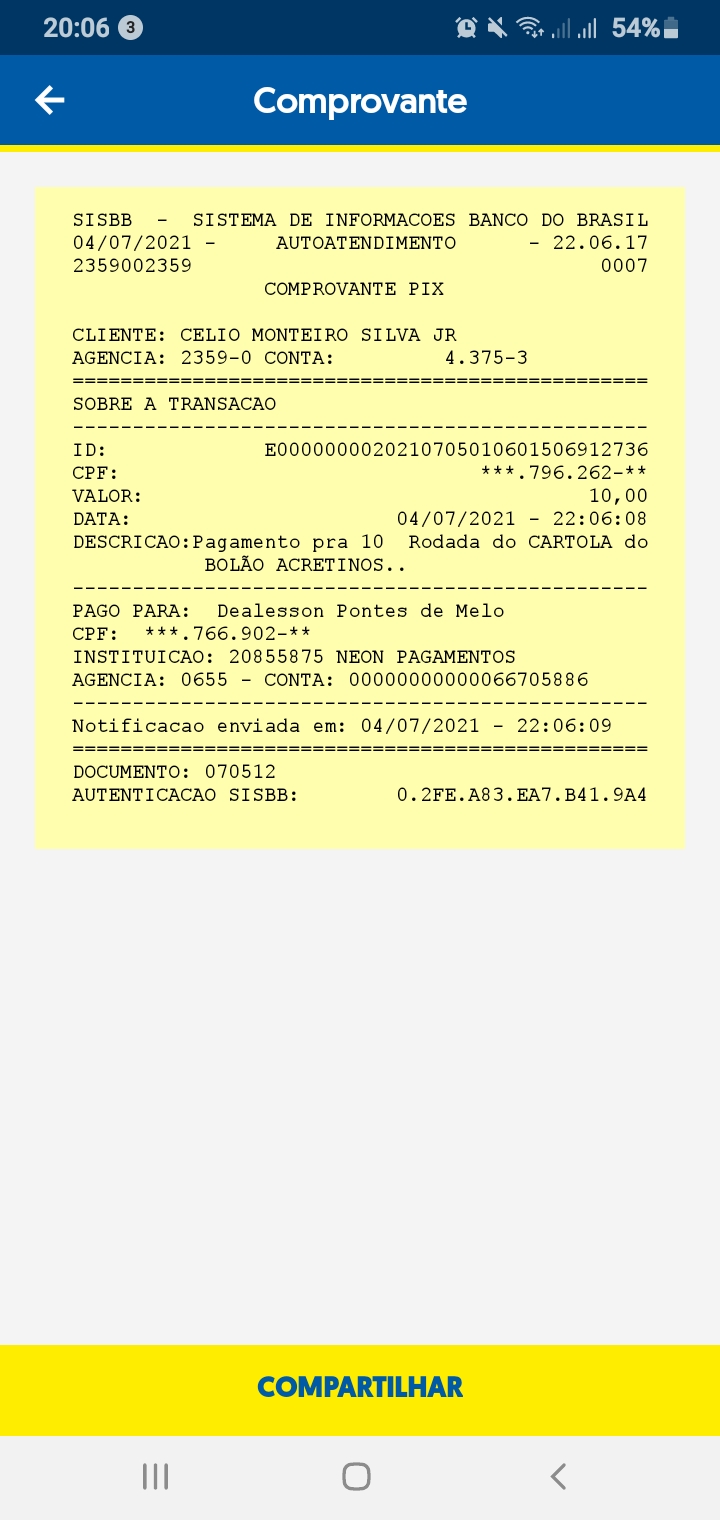 20:06 3 54%
Comprovante
SISBB - SISTEMA DE INFORMACOES BANCO DO BRASIL
04/07/2021 - AUTOATENDIMENTO - 22.06.17
2359002359 0007
COMPROVANTE PIX
CLIENTE: CELIO MONTEIRO SILVA JR
AGENCIA: 2359-0 CONTA: 4.375-3
================================================
SOBRE A TRANSACAO
------------------------------------------------
ID: E0000000020210705010601506912736
CPF: ***.796.262-**
VALOR: 10,00
DATA: 04/07/2021 - 22:06:08
DESCRICAO:Pagamento pra 10 Rodada do CARTOLA do
BOLÃO ACRETINOS..
------------------------------------------------
PAGO PARA: Dealesson Pontes de Melo
CPF: ***.766.902-**
INSTITUICAO: 20855875 NEON PAGAMENTOS
AGENCIA: 0655 - CONTA: 00000000000066705886
------------------------------------------------
Notificacao enviada em: 04/07/2021 - 22:06:09
================================================
DOCUMENTO: 070512
AUTENTICACAO SISBB: 0.2FE.A83.EA7.B41.9A4
COMPARTILHAR